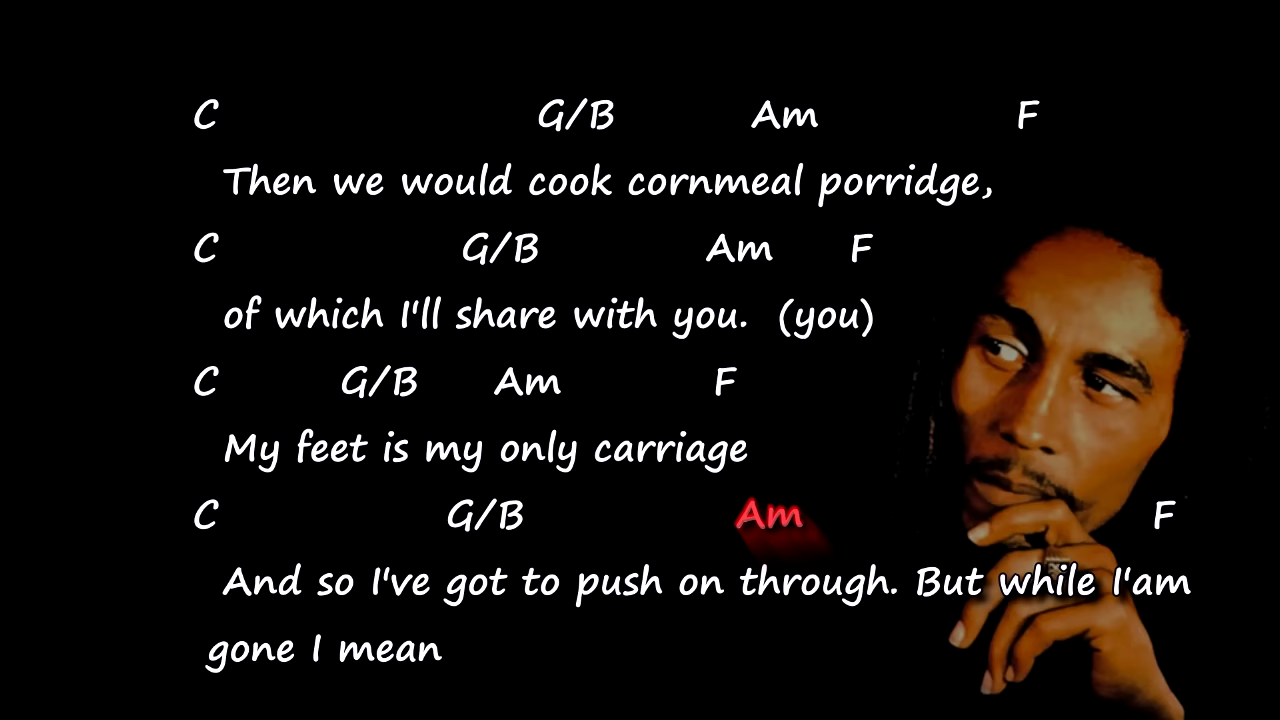 C G/B Am F
Then we would cook cornmeal porridge,
C G/B Am F
of which I'll share with you. (you)
C G/B Am F
My feet is my only carriage
C G/B Am F
And so I've got to push on through. But while I'am
gone I mean